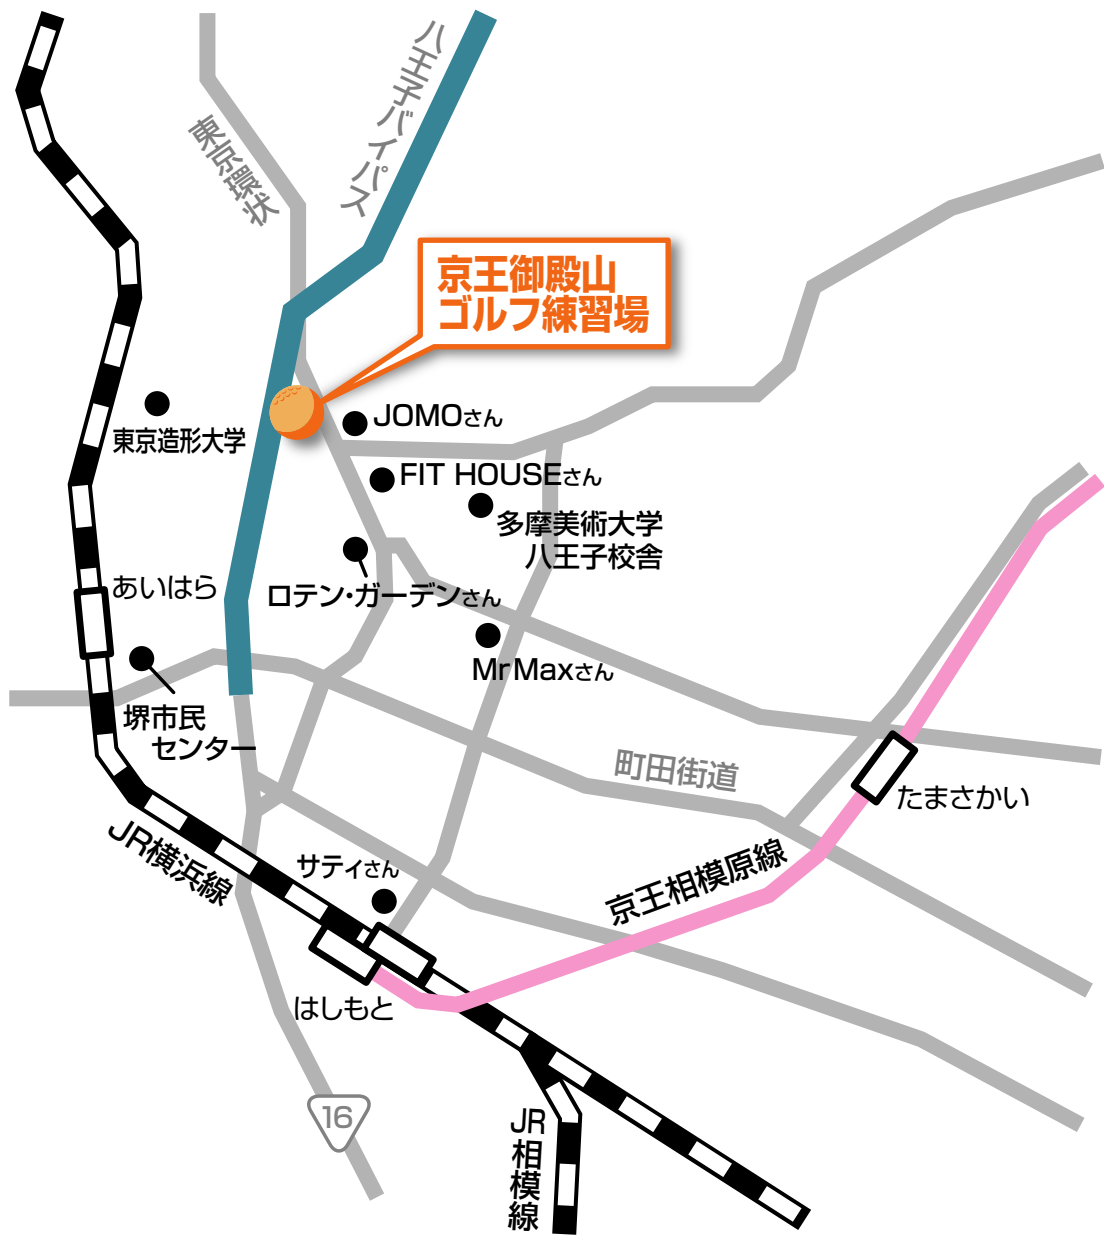 八王子バイパス
東京環状
京王御殿山
ゴルフ練習場
JOMOさん
東京造形大学
FIT HOUSEさん
多摩美術大学
八王子校舎
あいはら
ロテン・ガーデンさん
Mr Maxさん
堺市民
センター
町田街道
たまさかい
JR横浜線
サティさん
京王相模原線
はしもと
16
JR相模線